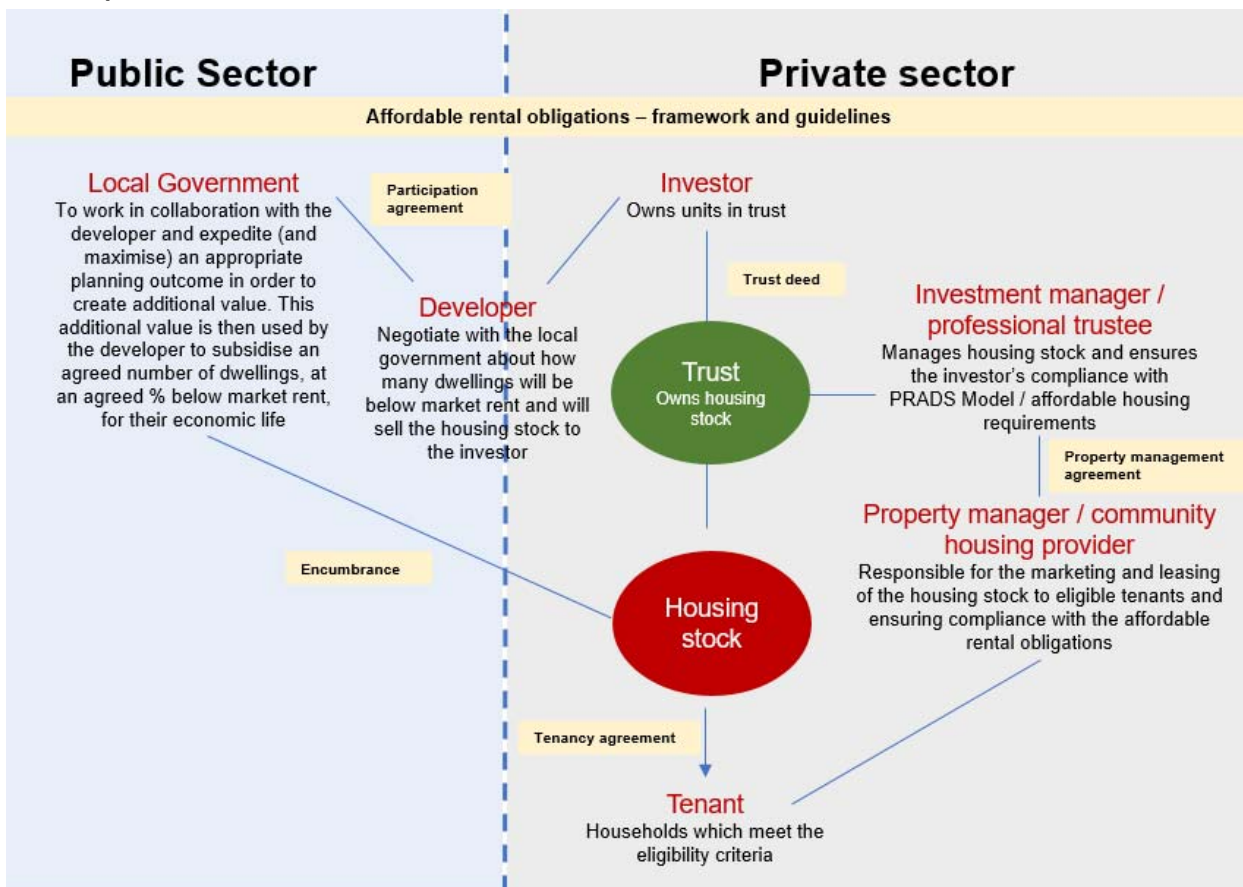 Public Sector
Private sector
Affordable rental obligations – framework and guidelines
Local Government
To work in collaboration with the
developer and expedite (and
maximise) an appropriate
planning outcome in order to
create additional value. This
additional value is then used by
the developer to subsidise an
agreed number of dwellings, at
an agreed % below market rent,
for their economic life
Participation
agreement
Investor
Owns units in trust
Developer
Negotiate with the local
government about how
many dwellings will be
below market rent and will
sell the housing stock to
the investor
Trust deed
Trust
Owns housing
stock
Investment manager /
professional trustee
Manages housing stock and ensures
the investor’s compliance with
PRADS Model / affordable housing
requirements
Property management
agreement
Property manager / community
housing provider
Responsible for the marketing and leasing
of the housing stock to eligible tenants and
ensuring compliance with the affordable
rental obligations
Encumbrance
Housing
stock
Tenancy agreement
Tenant
Households which meet the
eligibility criteria